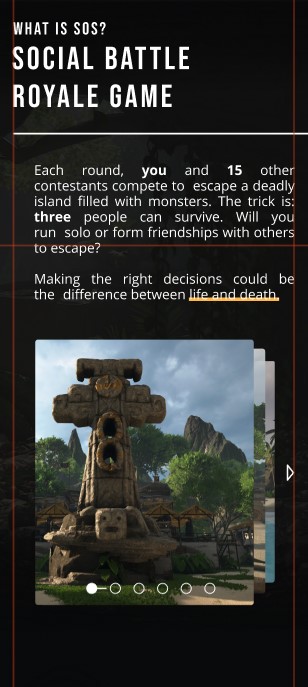 WHAT IS SOS?
SOCIAL BATTLE
ROYALE GAME
Each round, you and 15 other
contestants compete to escape a deadly
island filled with monsters. The trick is:
three people can survive. Will you
run solo or form friendships with others
to escape?
Making the right decisions could be
the difference between life and death.